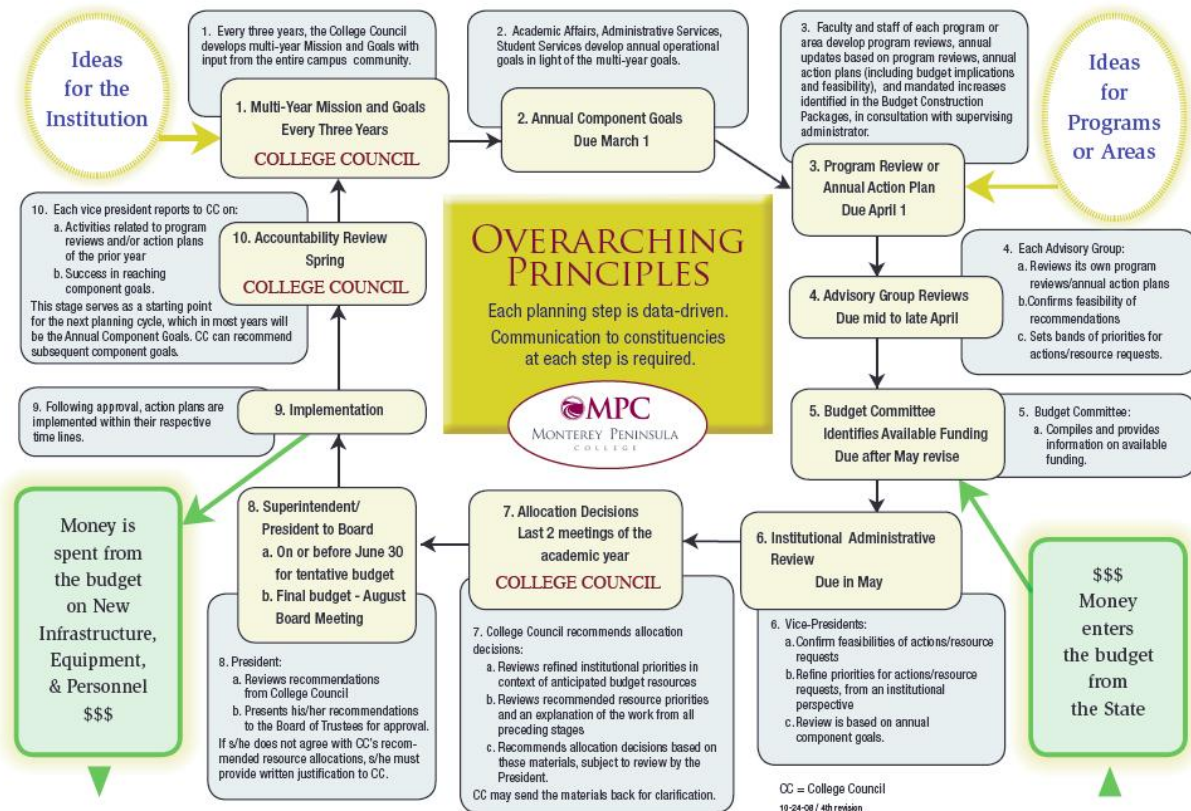 Ideas
for the
Institution
1. Every three years, the College Council
develops multi-year Mission and Goals with
input from the entire campus community.
1. Multi-Year Mission and Goals
Every Three Years
COLLEGE COUNCIL
2. Academic Affairs, Administrative Services,
Student Services develop annual operational
goals in light of the multi-year goals.
2. Annual Component Goals
Due March 1
3. Faculty and staff of each program or
area develop program reviews, annual
updates based on program reviews, annual
action plans (including budget implications
and feasibility), and mandated increases
identified in the Budget Construction
Packages, in consultation with supervising
administrator.
3. Program Review or
Annual Action Plan
Due April 1
Ideas
for
Programs
or Areas
10. Each vice president reports to CC on:
a. Activities related to program
reviews and/or action plans
of the prior year
b. Success in reaching
component goals.
This stage serves as a starting point
for the next planning cycle, which in most years will
be the Annual Component Goals. CC can recommend
subsequent component goals.
10. Accountability Review
Spring
COLLEGE COUNCIL
OVERARCHING
PRINCIPLES
Each planning step is data-driven.
Communication to constituencies
at each step is required.
MPC
MONTEREY PENINSULA
COLLEGE
4. Advisory Group Reviews
Due mid to late April
4. Each Advisory Group:
a. Reviews its own program
reviews/annual action plans
b.Confirms feasibility of
recommendations
c. Sets bands of priorities for
actions/resource requests.
9. Following approval, action plans are
implemented within their respective
time lines.
9. Implementation
5. Budget Committee
Identifies Available Funding
Due after May revise
5. Budget Committee:
a. Compiles and provides
information on available
funding.
Money is
spent from
the budget
on New
Infrastructure,
Equipment,
& Personnel
$$$
8. Superintendent/
President to Board
a. On or before June 30
for tentative budget
b. Final budget - August
Board Meeting
8. President:
a. Reviews recommendations
from College Council
b. Presents his/her recommendations
to the Board of Trustees for approval.
If s/he does not agree with CC's recom-
mended resource allocations, s/he must
provide written justification to CC.
7. Allocation Decisions
Last 2 meetings of the
academic year
COLLEGE COUNCIL
7. College Council recommends allocation
decisions:
a. Reviews refined institutional priorities in
context of anticipated budget resources
b. Reviews recommended resource priorities
and an explanation of the work from all
preceding stages
c. Recommends allocation decisions based on
these materials, subject to review by the
President.
CC may send the materials back for clarification.
6. Institutional Administrative
Review
Due in May
6. Vice-Presidents:
a.Confirm feasibilities of actions/resource
requests
b.Refine priorities for actions/resource
requests, from an institutional
perspective
c.Review is based on annual
component goals.
$$$
Money
enters
the budget
from
the State
CC = College Council
10-24-08 / 4th revision